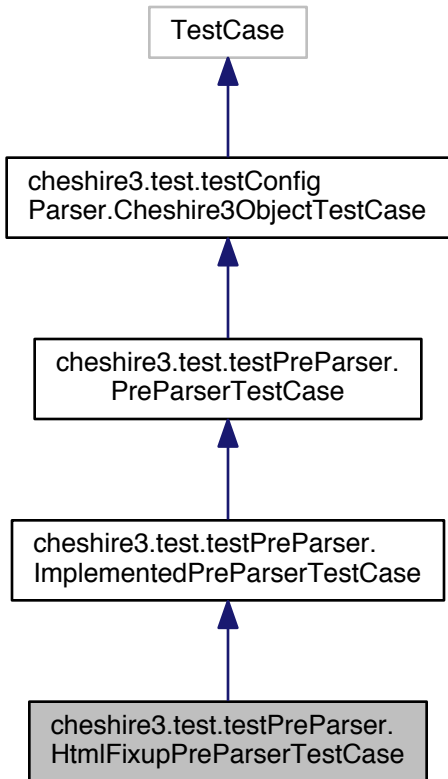 TestCase
cheshire3.test.testConfig
Parser.Cheshire3ObjectTestCase
cheshire3.test.testPreParser.
PreParserTestCase
cheshire3.test.testPreParser.
ImplementedPreParserTestCase
cheshire3.test.testPreParser.
HtmlFixupPreParserTestCase